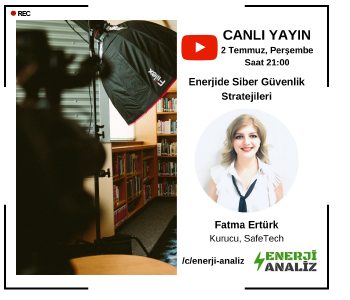 REC
CANLI YAYIN
2 Temmuz, Perşembe
Saat 21:00
Enerjide Siber Güvenlik
Stratejileri
Fatma Ertürk
Kurucu, SafeTech
/c/enerji-analiz
ENERJİ
ANALİZ